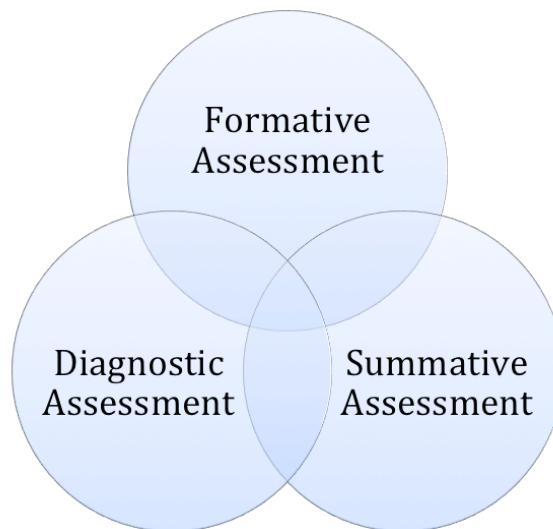 Formative
Assessment
Diagnostic
Assessment
Summative
Assessment